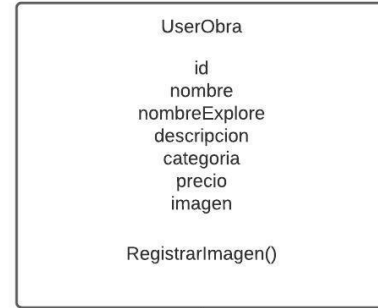 UserObra
id
nombre
nombreExplore
descripcion
categoria
precio
imagen
RegistrarImagen()